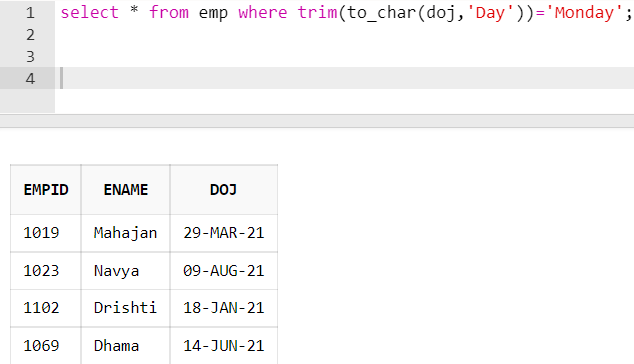 1 select * from emp where trim(to_char(doj,'Day'))='Monday';
2
3
4
EMPID ENAME DOJ
1019 Mahajan 29-MAR-21
1023 Navya 09-AUG-21
1102 Drishti 18-JAN-21
1069 Dhama 14-JUN-21